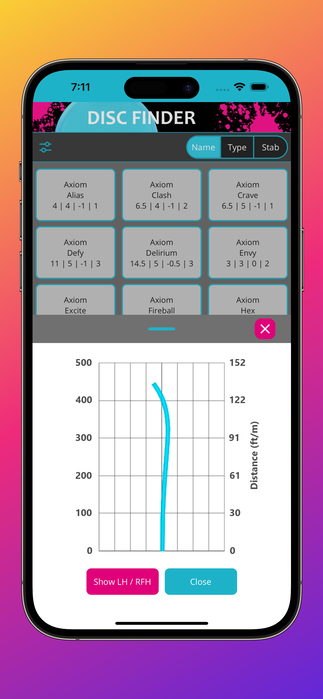 7:11
DISC FINDER
Name Type Stab
Axiom Axiom Axiom
Alias Clash Crave
4 | 4 | -1 | 1 6.5 | 4 | -1 | 2 6.5 | 5 | -1 | 1
Axiom Axiom Axiom
Defy Delirium Envy
11 | 5 | -1 | 3 14.5 | 5 | -0.5 | 3 3 | 3 | 0 | 2
Axiom Axiom Axiom
Excite Fireball Hex
500 152
400 122
300 91
200 61
100 30
0 0
Distance (ft/m)
Show LH / RFH Close